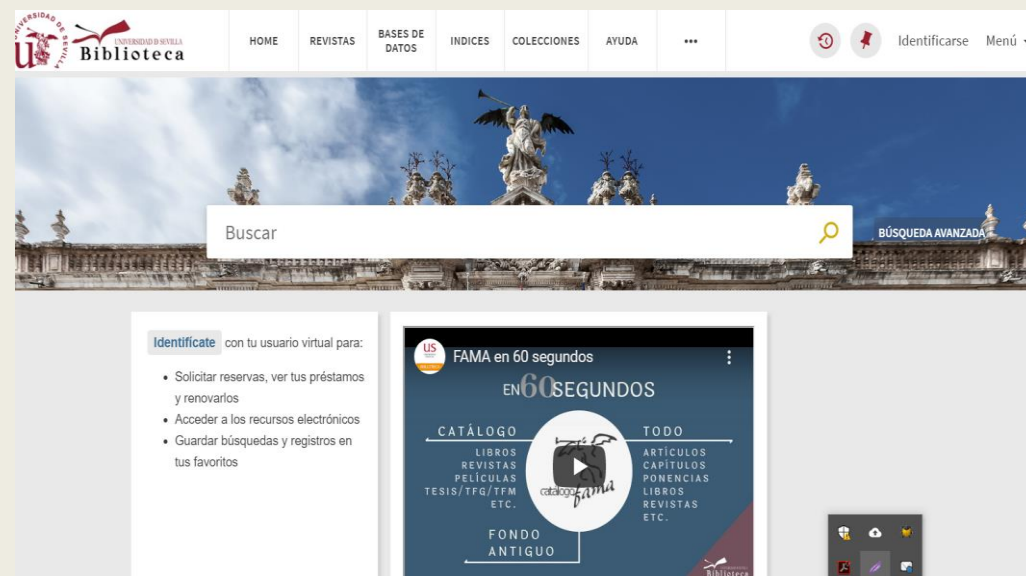 UNIVERSIDAD DE SEVILLA
UNIVERSIDAD D SEVILLA
Biblioteca
HOME
REVISTAS
BASES DE
DATOS
INDICES
COLECCIONES
AYUDA
•••
Identificarse
Menú
Buscar
BÚSQUEDA AVANZADA
Identifícate con tu usuario virtual para:
• Solicitar reservas, ver tus préstamos
y renovarlos
• Acceder a los recursos electrónicos
• Guardar búsquedas y registros en
tus favoritos
US
FAMA en 60 segundos
EN 60 SEGUNDOS
CATÁLOGO
LIBROS
REVISTAS
PELÍCULAS
TESIS/TFG/TFM
ETC.
catálogo fama
TODO
ARTÍCULOS
CAPÍTULOS
PONENCIAS
LIBROS
REVISTAS
ETC.
FONDO
ANTIGUO
Biblioteca